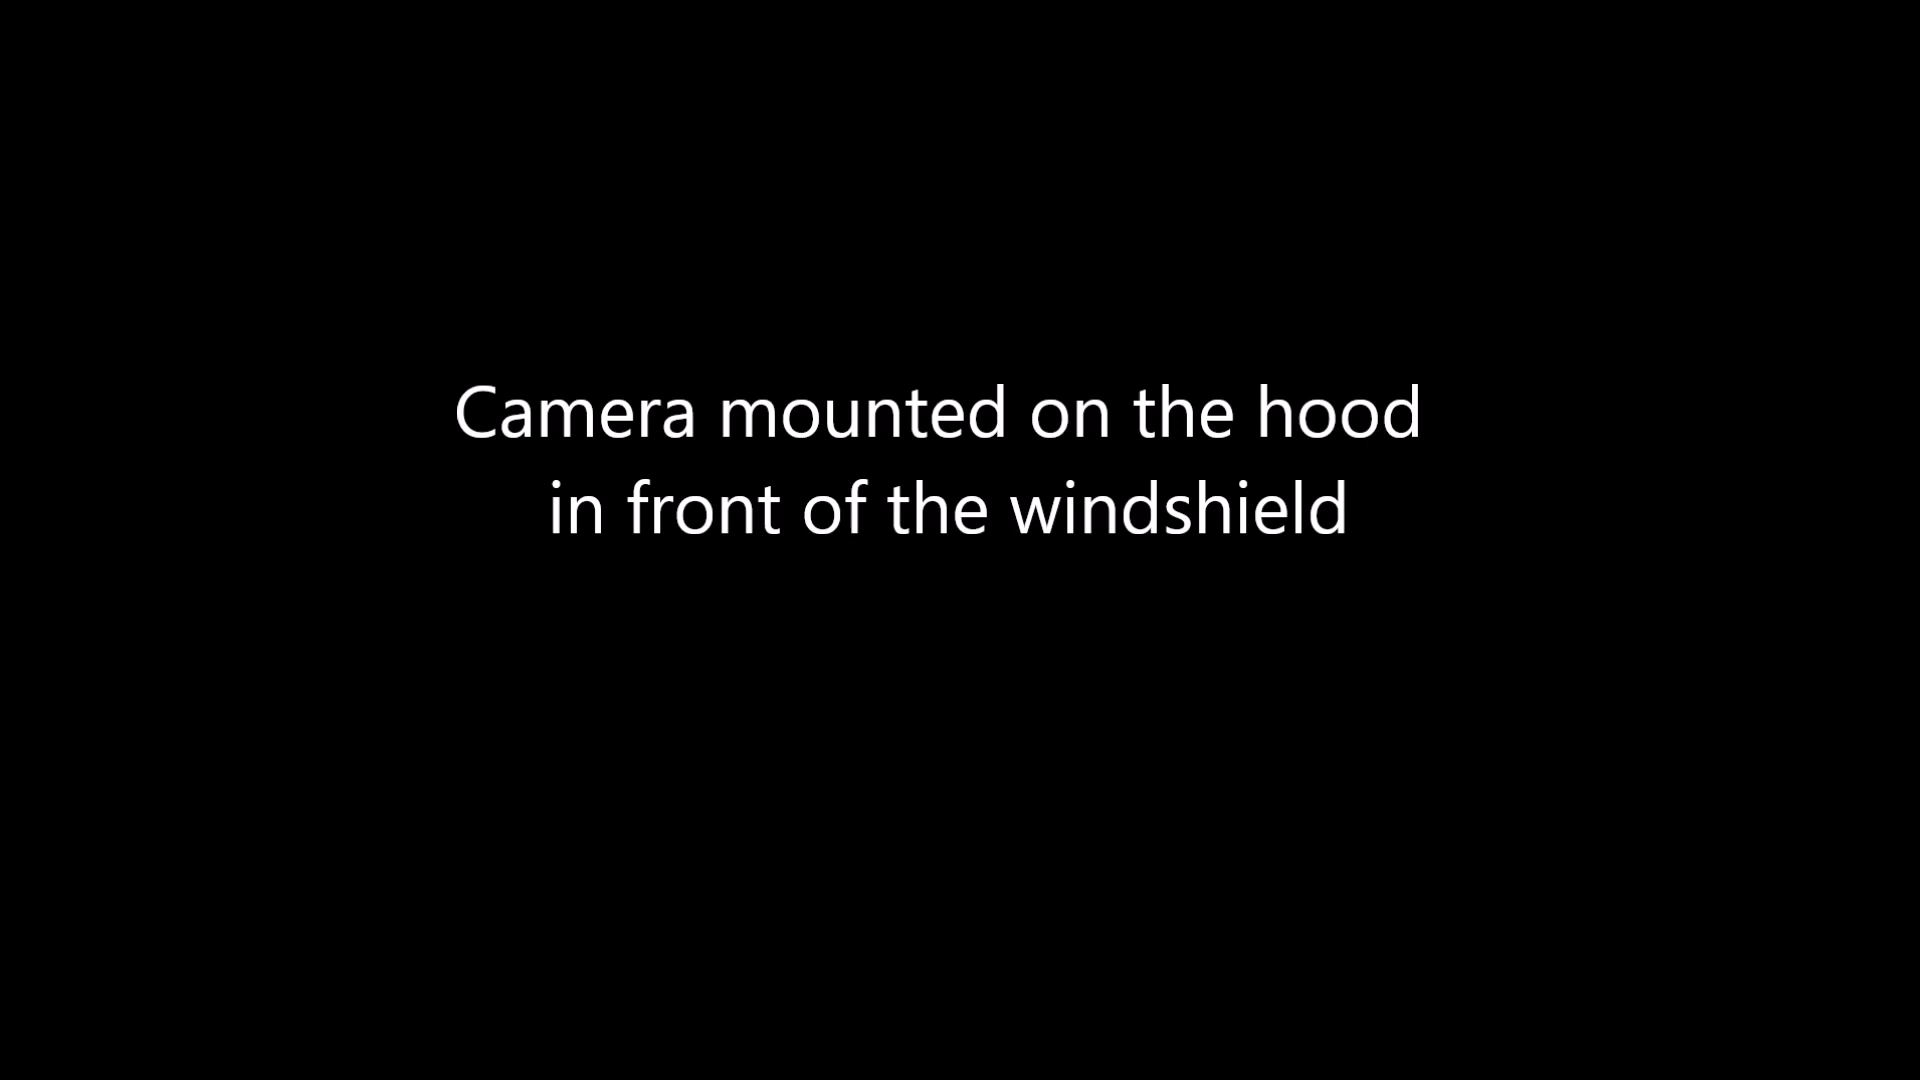 Camera mounted on the hood
in front of the windshield